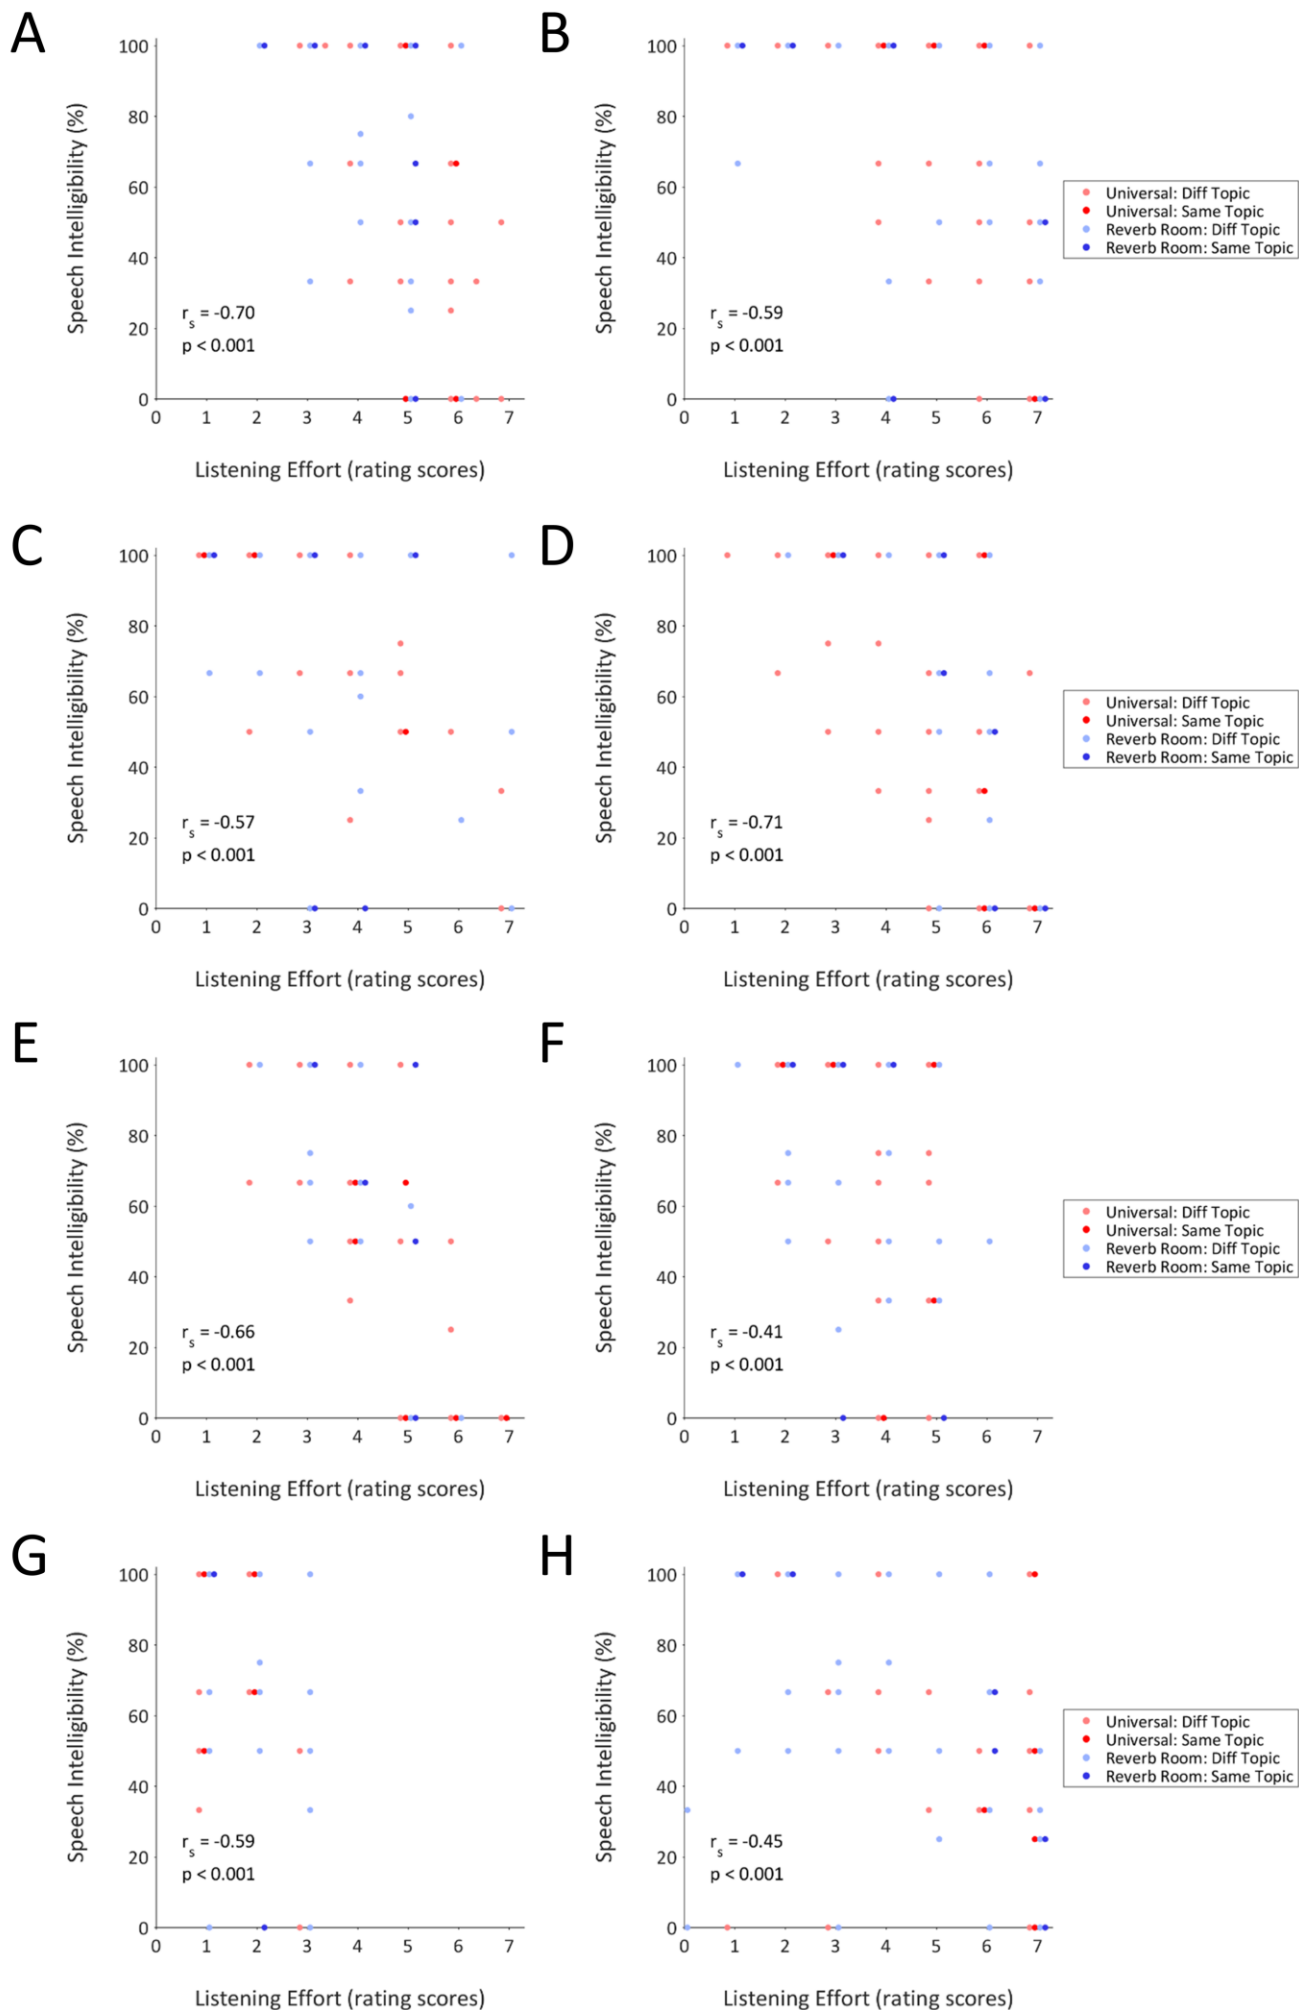 A
100
80
60
40
20
0
Speech Intelligibility (%)
r_s = -0.70
p < 0.001
0 1 2 3 4 5 6 7
Listening Effort (rating scores)
B
100
80
60
40
20
0
Speech Intelligibility (%)
r_s = -0.59
p < 0.001
0 1 2 3 4 5 6 7
Listening Effort (rating scores)
Universal: Diff Topic
Universal: Same Topic
Reverb Room: Diff Topic
Reverb Room: Same Topic
C
100
80
60
40
20
0
Speech Intelligibility (%)
r_s = -0.57
p < 0.001
0 1 2 3 4 5 6 7
Listening Effort (rating scores)
D
100
80
60
40
20
0
Speech Intelligibility (%)
r_s = -0.71
p < 0.001
0 1 2 3 4 5 6 7
Listening Effort (rating scores)
Universal: Diff Topic
Universal: Same Topic
Reverb Room: Diff Topic
Reverb Room: Same Topic
E
100
80
60
40
20
0
Speech Intelligibility (%)
r_s = -0.66
p < 0.001
0 1 2 3 4 5 6 7
Listening Effort (rating scores)
F
100
80
60
40
20
0
Speech Intelligibility (%)
r_s = -0.41
p < 0.001
0 1 2 3 4 5 6 7
Listening Effort (rating scores)
Universal: Diff Topic
Universal: Same Topic
Reverb Room: Diff Topic
Reverb Room: Same Topic
G
100
80
60
40
20
0
Speech Intelligibility (%)
r_s = -0.59
p < 0.001
0 1 2 3 4 5 6 7
Listening Effort (rating scores)
H
100
80
60
40
20
0
Speech Intelligibility (%)
r_s = -0.45
p < 0.001
0 1 2 3 4 5 6 7
Listening Effort (rating scores)
Universal: Diff Topic
Universal: Same Topic
Reverb Room: Diff Topic
Reverb Room: Same Topic